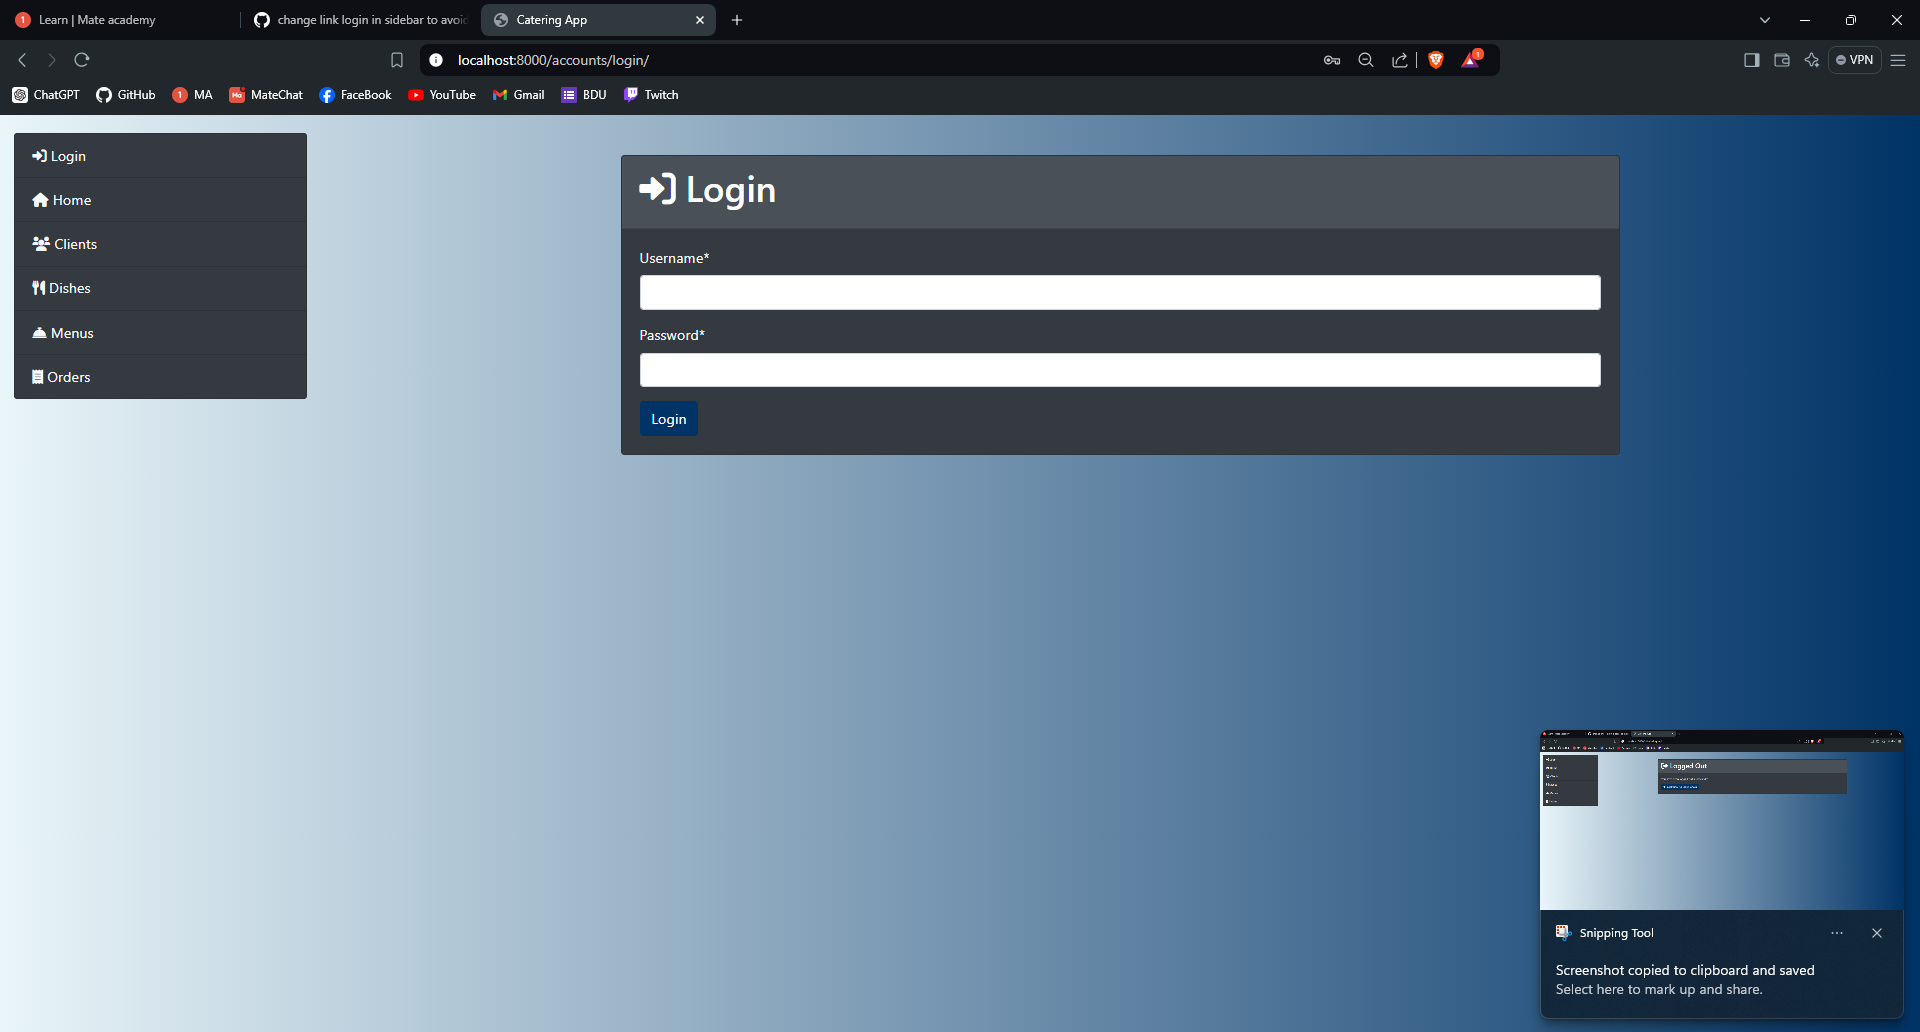 Learn | Mate academy
change link login in sidebar to avoid
Catering App
localhost:8000/accounts/login/
1
VPN
ChatGPT
GitHub
1 MA
Ma MateChat
FaceBook
YouTube
Gmail
BDU
Twitch
Login
Home
Clients
Dishes
Menus
Orders
Login
Username*
Password*
Login
Logged Out
Snipping Tool
Screenshot copied to clipboard and saved
Select here to mark up and share.